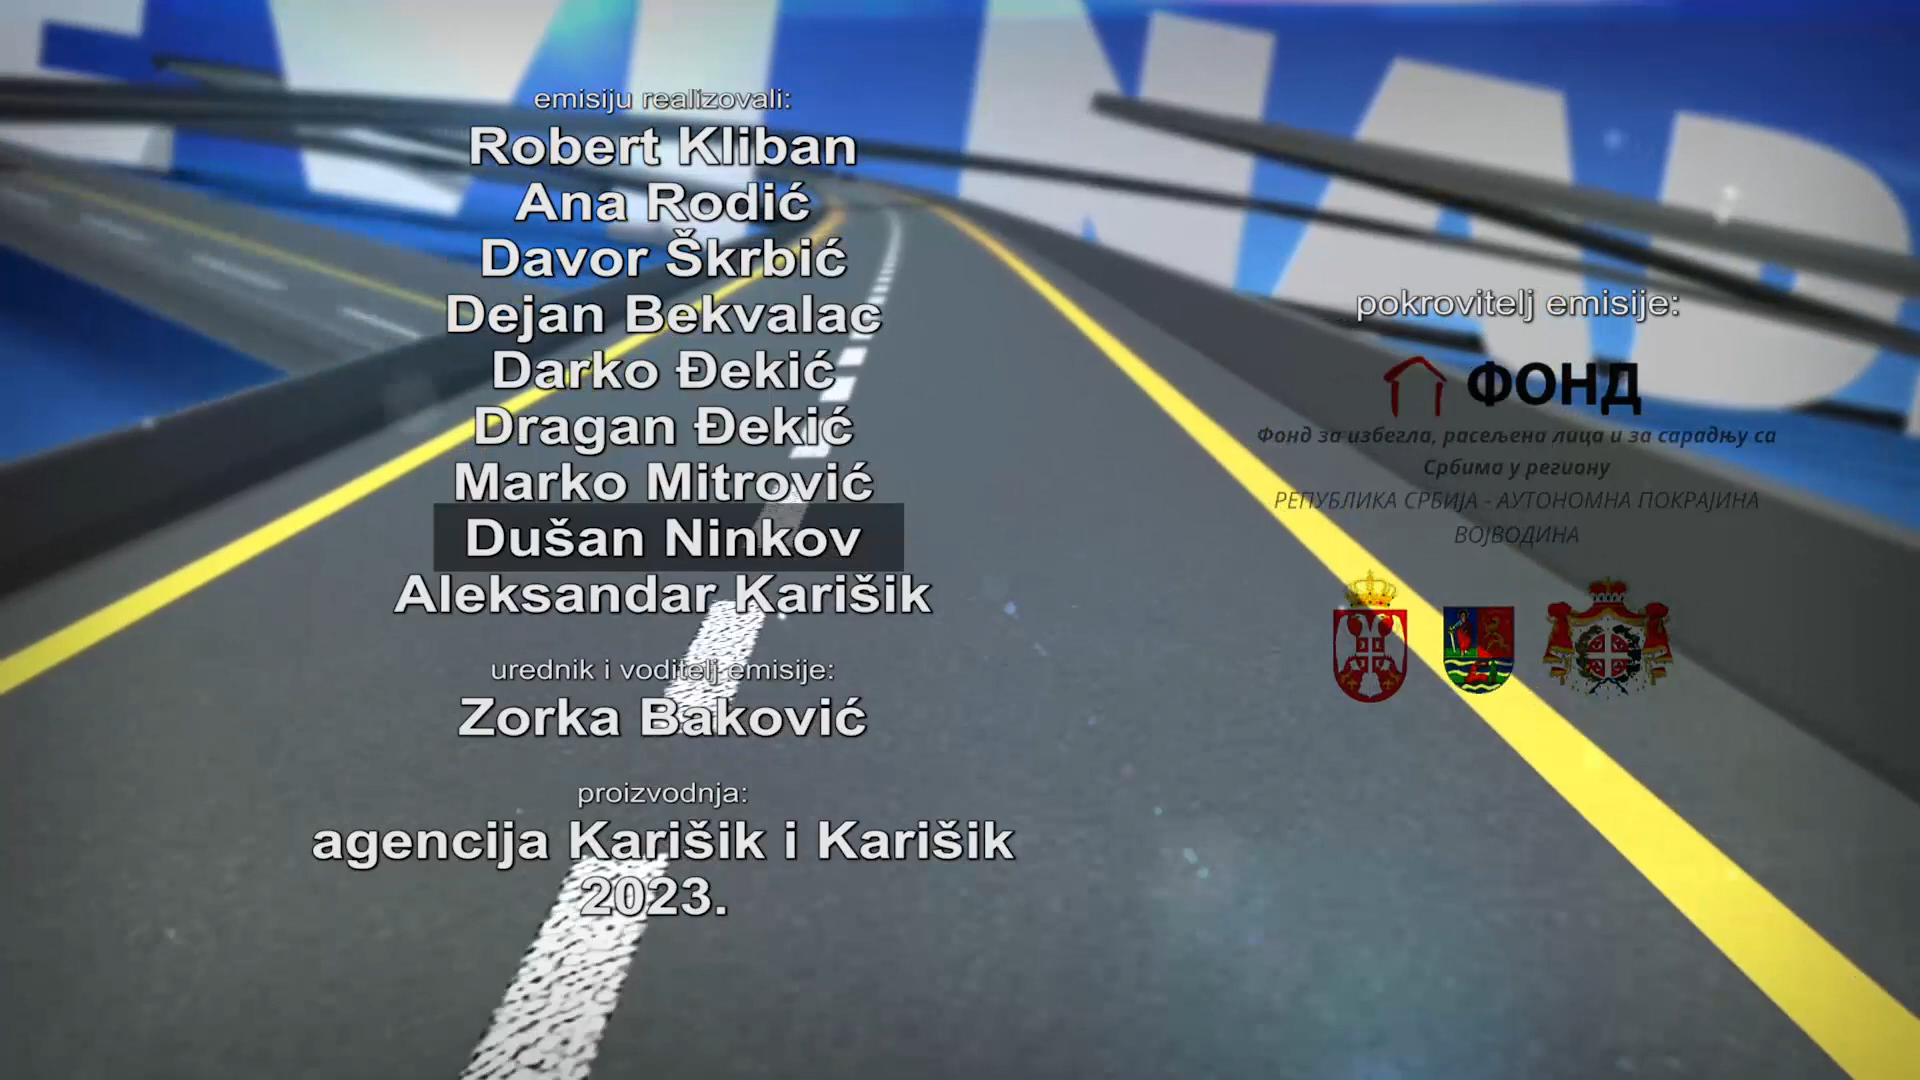 emisiju realizovali:
Robert Kliban
Ana Rodić
Davor Škrbić
Dejan Bekvalac
Darko Đekić
Dragan Đekić
Marko Mitrović
Dušan Ninkov
Aleksandar Karišik
urednik i voditelj emisije:
Zorka Baković
proizvodnja:
agencija Karišik i Karišik
2023.
pokrovitelj emisije:
ФОНД
Фонд за избегла, расељена лица и за сарадњу са
Србима у региону
РЕПУБЛИКА СРБИЈА - АУТОНОМНА ПОКРАЈИНА
ВОЈВОДИНА